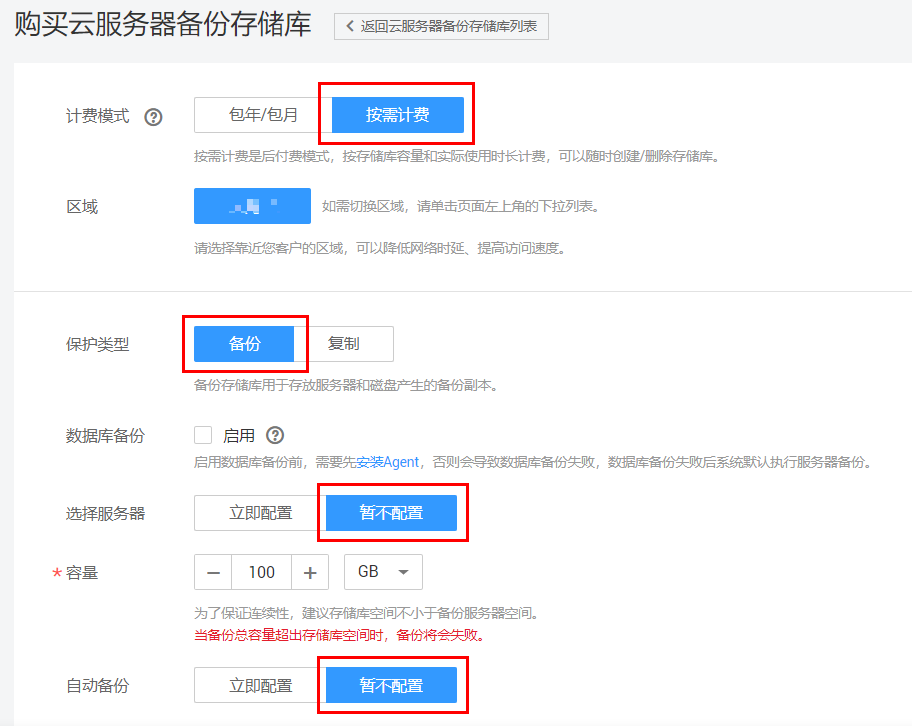 购买云服务器备份存储库 返回云服务器备份存储库列表
计费模式 ? 包年/包月 按需计费
按需计费是后付费模式，按存储库容量和实际使用时长计费，可以随时创建/删除存储库。
区域 如需切换区域，请单击页面左上角的下拉列表。
请选择靠近您客户的区域，可以降低网络时延、提高访问速度。
保护类型 备份 复制
备份存储库用于存放服务器和磁盘产生的备份副本。
数据库备份 启用 ?
启用数据库备份前，需要先安装Agent，否则会导致数据库备份失败，数据库备份失败后系统默认执行服务器备份。
选择服务器 立即配置 暂不配置
* 容量 − 100 + GB
为了保证连续性，建议存储库空间不小于备份服务器空间。
当备份总容量超出存储库空间时，备份将会失败。
自动备份 立即配置 暂不配置